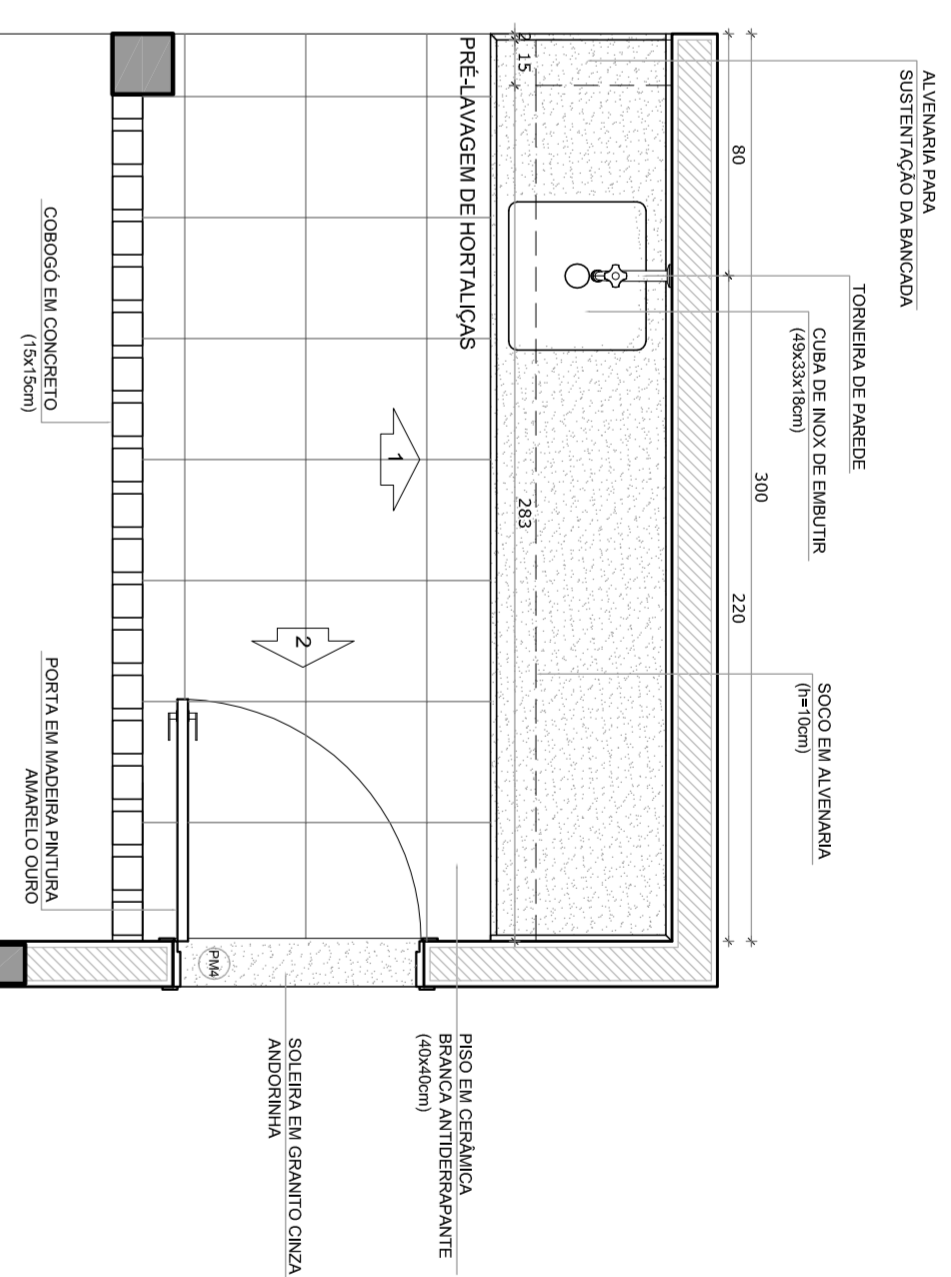 ALVENARIA PARA
SUSTENTAÇÃO DA BANCADA
TORNEIRA DE PAREDE
CUBA DE INOX DE EMBUTIR
(49x33x18cm)
SOCO EM ALVENARIA
(h=10cm)
300
80
220
2
15
283
PRÉ-LAVAGEM DE HORTALIÇAS
1
2
PM4
PISO EM CERÂMICA
BRANCA ANTIDERRAPANTE
(40x40cm)
SOLEIRA EM GRANITO CINZA
ANDORINHA
COBOGÓ EM CONCRETO
(15x15cm)
PORTA EM MADEIRA PINTURA
AMARELO OURO